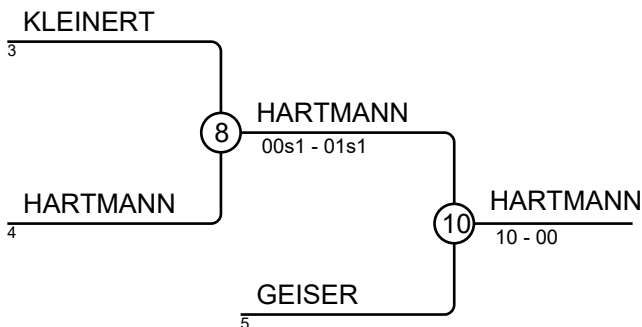 KLEINERT
3
8
HARTMANN
00s1 - 01s1
HARTMANN
4
10
HARTMANN
10 - 00
GEISER
5